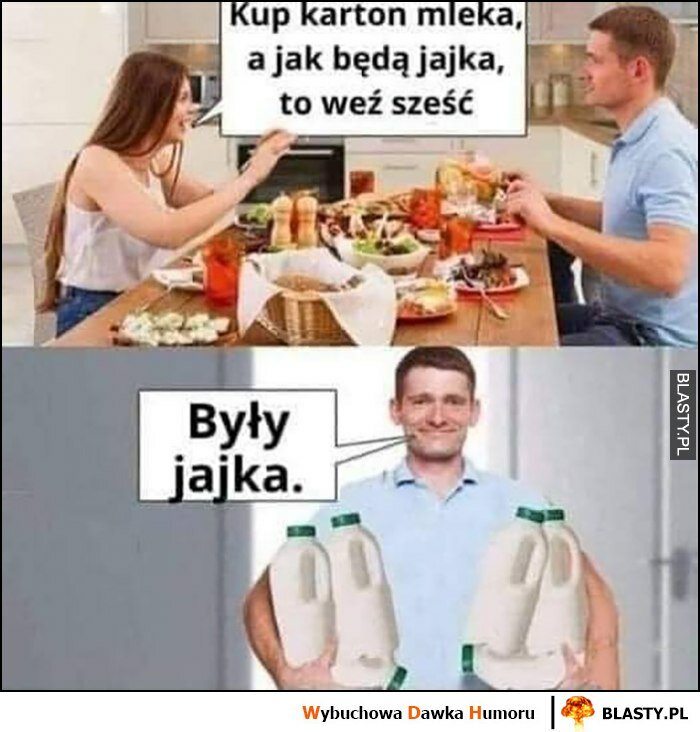 Kup karton mleka,
a jak będą jajka,
to weź sześć
Były
jajka.
BLASTY.PL
Wybuchowa Dawka Humoru
BLASTY.PL